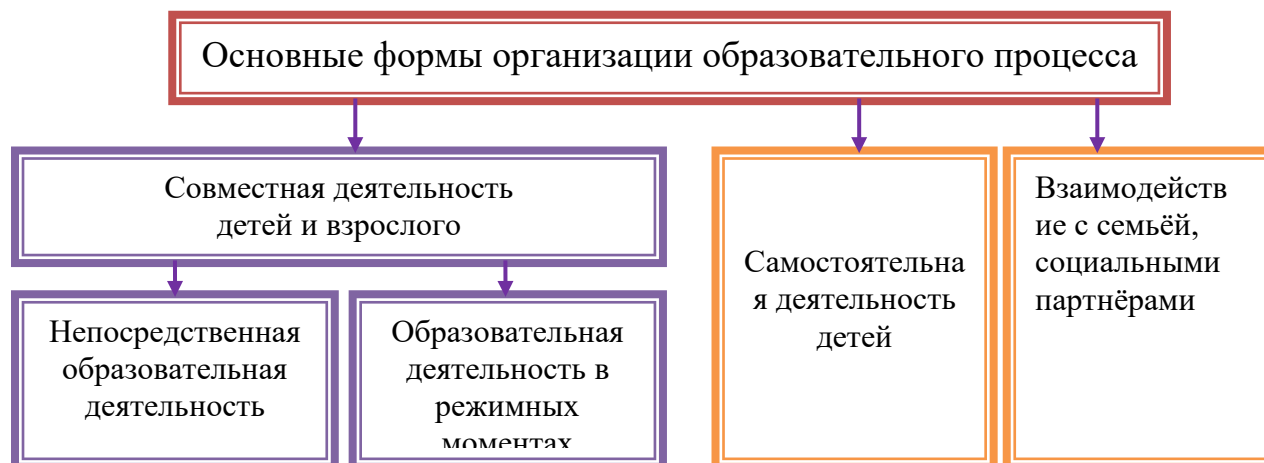 Основные формы организации образовательного процесса
Совместная деятельность
детей и взрослого
Непосредственная
образовательная
деятельность
Образовательная
деятельность в
режимных
моментах
Самостоятельна
я деятельность
детей
Взаимодейств
ие с семьёй,
социальными
партнёрами